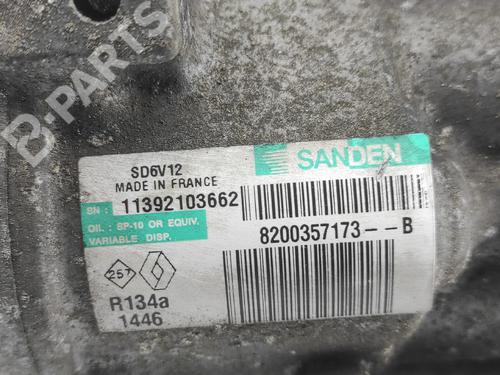 B-PARTS
SD6V12
MADE IN FRANCE
SANDEN
SN : 11392103662
OIL : SP-10 OR EQUIV.
VARIABLE DISP.
8200357173--B
257
R134a
1446